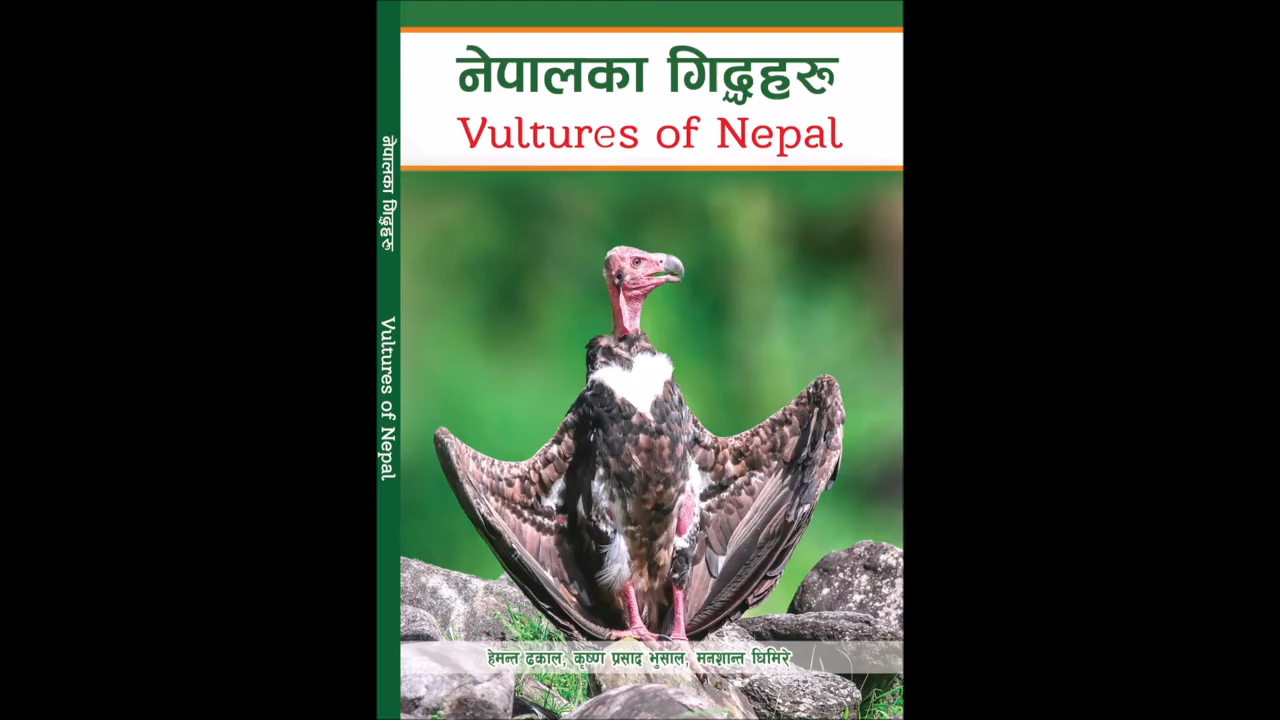 नेपालका गिद्धहरू
Vultures of Nepal
नेपालका गिद्धहरू
Vultures of Nepal
हेमन्त ढकाल, कृष्ण प्रसाद भुसाल, मनशान्त घिमिरे